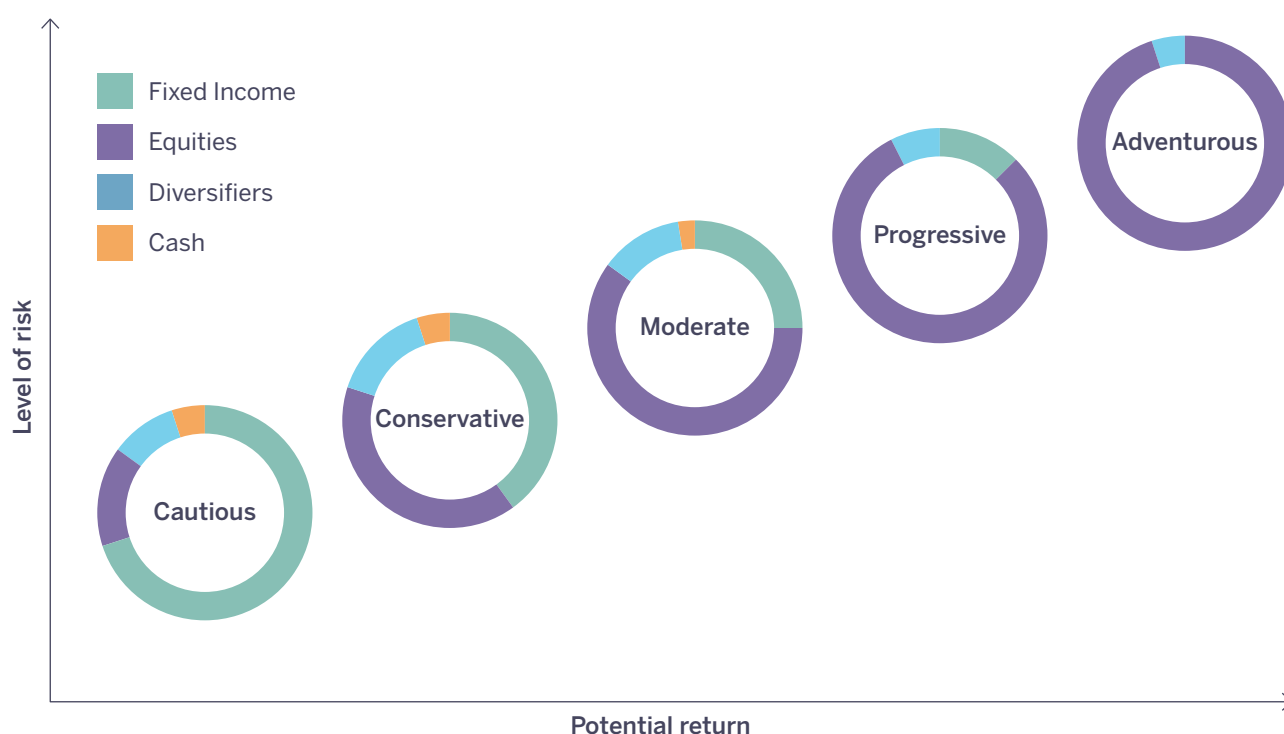 Fixed Income
Equities
Diversifiers
Cash
Level of risk
Cautious
Conservative
Moderate
Progressive
Adventurous
Potential return